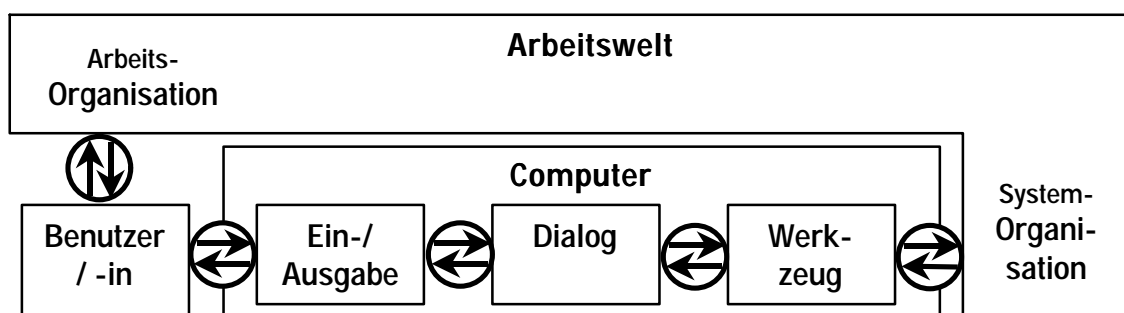 Arbeitswelt
Arbeits-
Organisation
Computer
Benutzer
/ -in
Ein-/
Ausgabe
Dialog
Werk-
zeug
System-
Organi-
sation